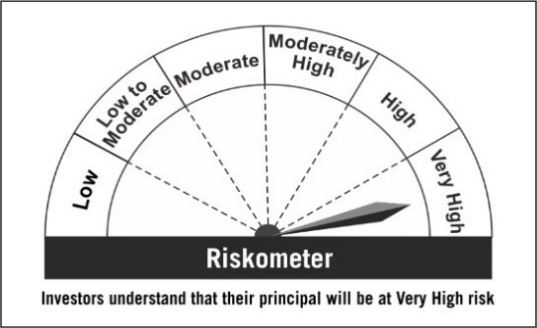 Low
Low to
Moderate
Moderate
Moderately
High
High
Very High
Riskometer
Investors understand that their principal will be at Very High risk